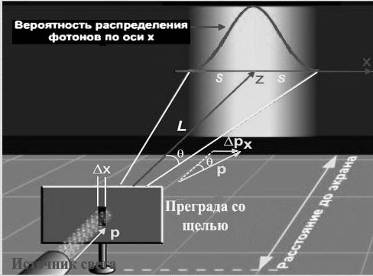 Вероятность распределения
фотонов по оси x
x
s
z
s
L
Δpx
θ
θ
p
Δx
Преграда со
щелью
p
Источник света
Расстояние до экрана